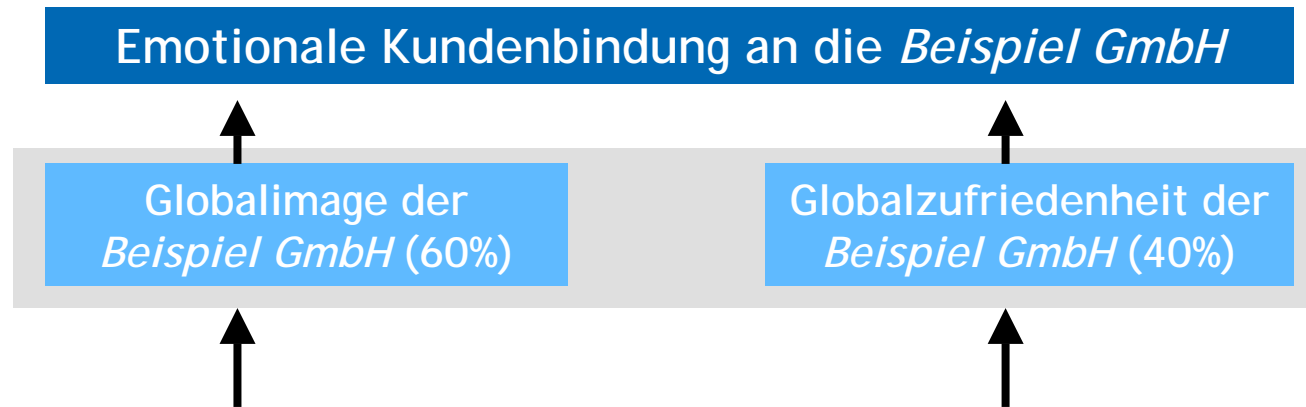 Emotionale Kundenbindung an die Beispiel GmbH
Globalimage der
Beispiel GmbH (60%)
Globalzufriedenheit der
Beispiel GmbH (40%)